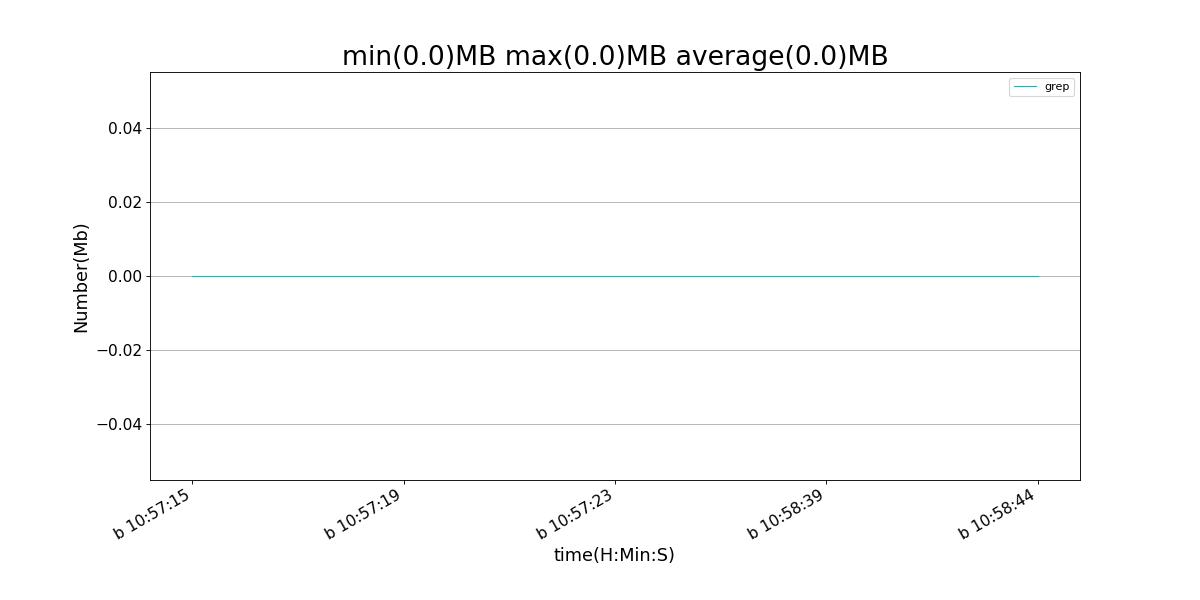 min(0.0)MB max(0.0)MB average(0.0)MB
grep
0.04
0.02
0.00
−0.02
−0.04
Number(Mb)
b 10:57:15
b 10:57:19
b 10:57:23
b 10:58:39
b 10:58:44
time(H:Min:S)